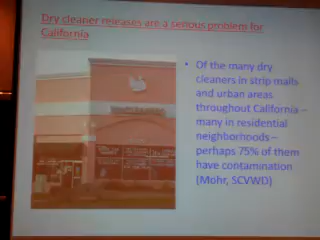 Dry cleaner releases are a serious problem for
California
• Of the many dry
cleaners in strip malls
and urban areas
throughout California –
many in residential
neighborhoods –
perhaps 75% of them
have contamination
(Mohr, SCVWD)